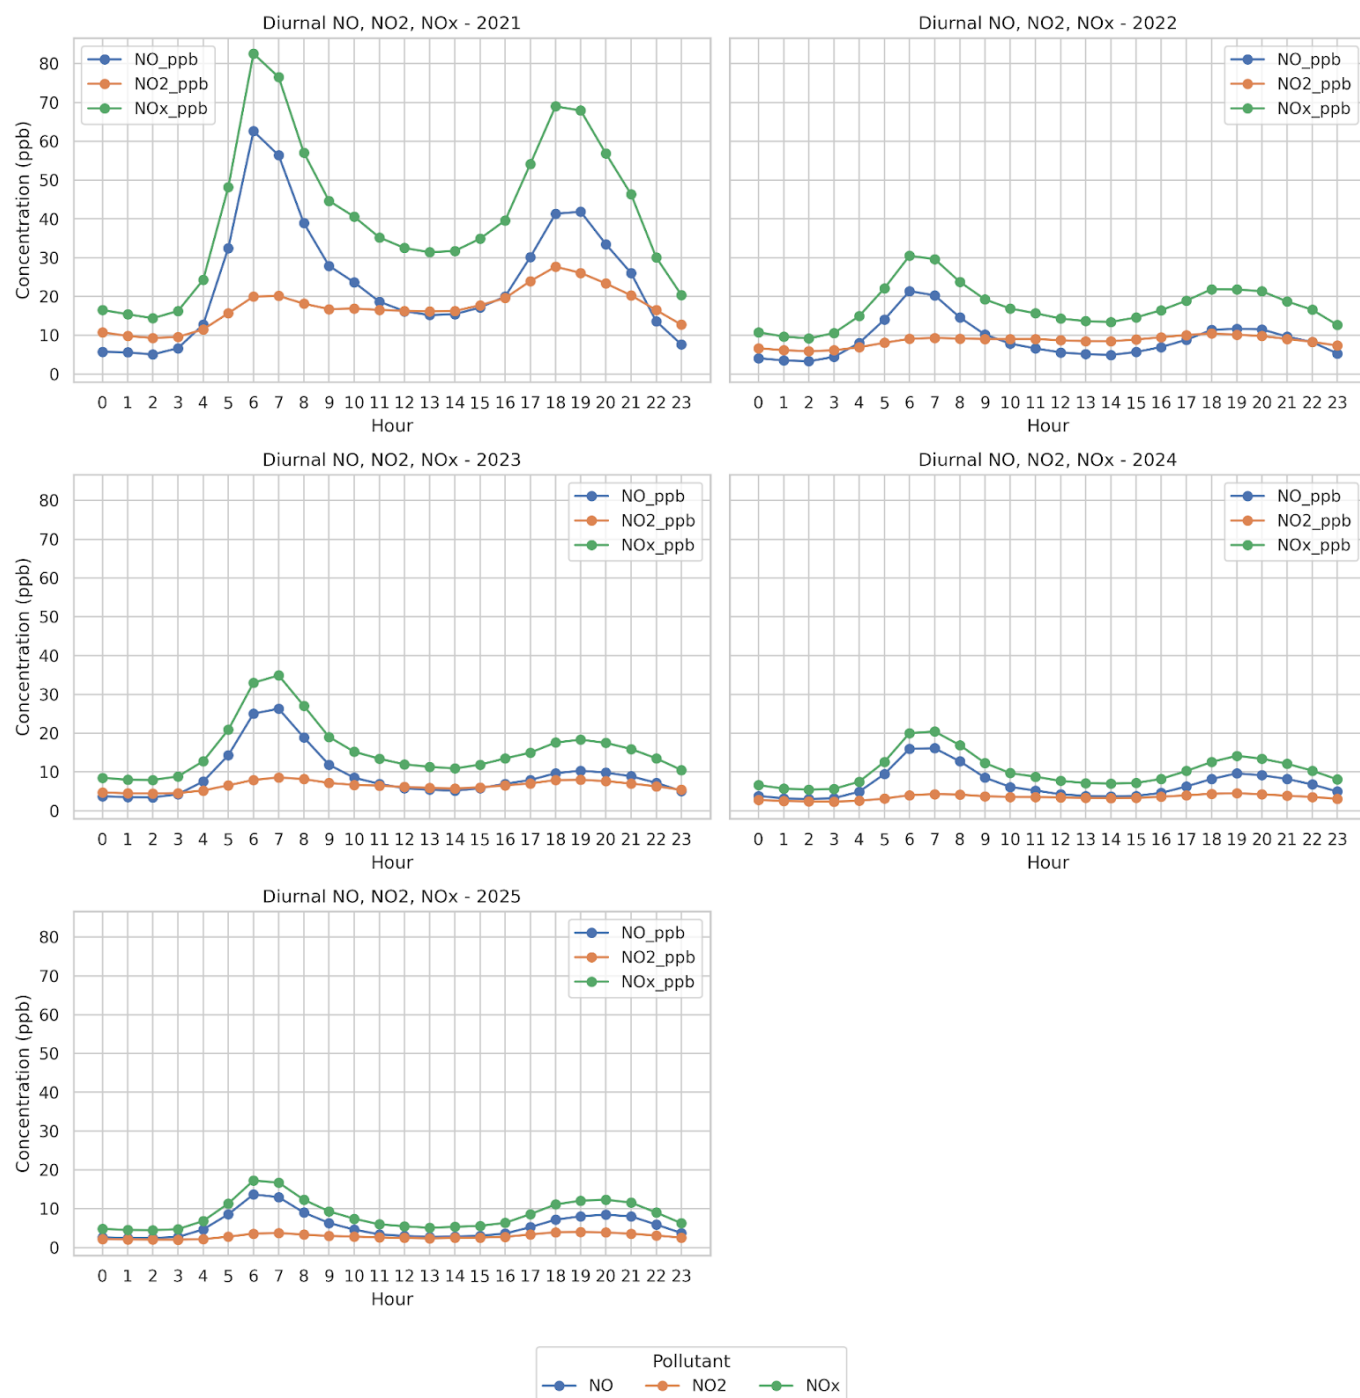 Diurnal NO, NO2, NOx - 2021
NO_ppb
NO2_ppb
NOx_ppb
Concentration (ppb)
80
70
60
50
40
30
20
10
0
0 1 2 3 4 5 6 7 8 9 10 11 12 13 14 15 16 17 18 19 20 21 22 23
Hour
Diurnal NO, NO2, NOx - 2022
NO_ppb
NO2_ppb
NOx_ppb
0 1 2 3 4 5 6 7 8 9 10 11 12 13 14 15 16 17 18 19 20 21 22 23
Hour
Diurnal NO, NO2, NOx - 2023
NO_ppb
NO2_ppb
NOx_ppb
Concentration (ppb)
80
70
60
50
40
30
20
10
0
0 1 2 3 4 5 6 7 8 9 10 11 12 13 14 15 16 17 18 19 20 21 22 23
Hour
Diurnal NO, NO2, NOx - 2024
NO_ppb
NO2_ppb
NOx_ppb
0 1 2 3 4 5 6 7 8 9 10 11 12 13 14 15 16 17 18 19 20 21 22 23
Hour
Diurnal NO, NO2, NOx - 2025
NO_ppb
NO2_ppb
NOx_ppb
Concentration (ppb)
80
70
60
50
40
30
20
10
0
0 1 2 3 4 5 6 7 8 9 10 11 12 13 14 15 16 17 18 19 20 21 22 23
Hour
Pollutant
NO NO2 NOx